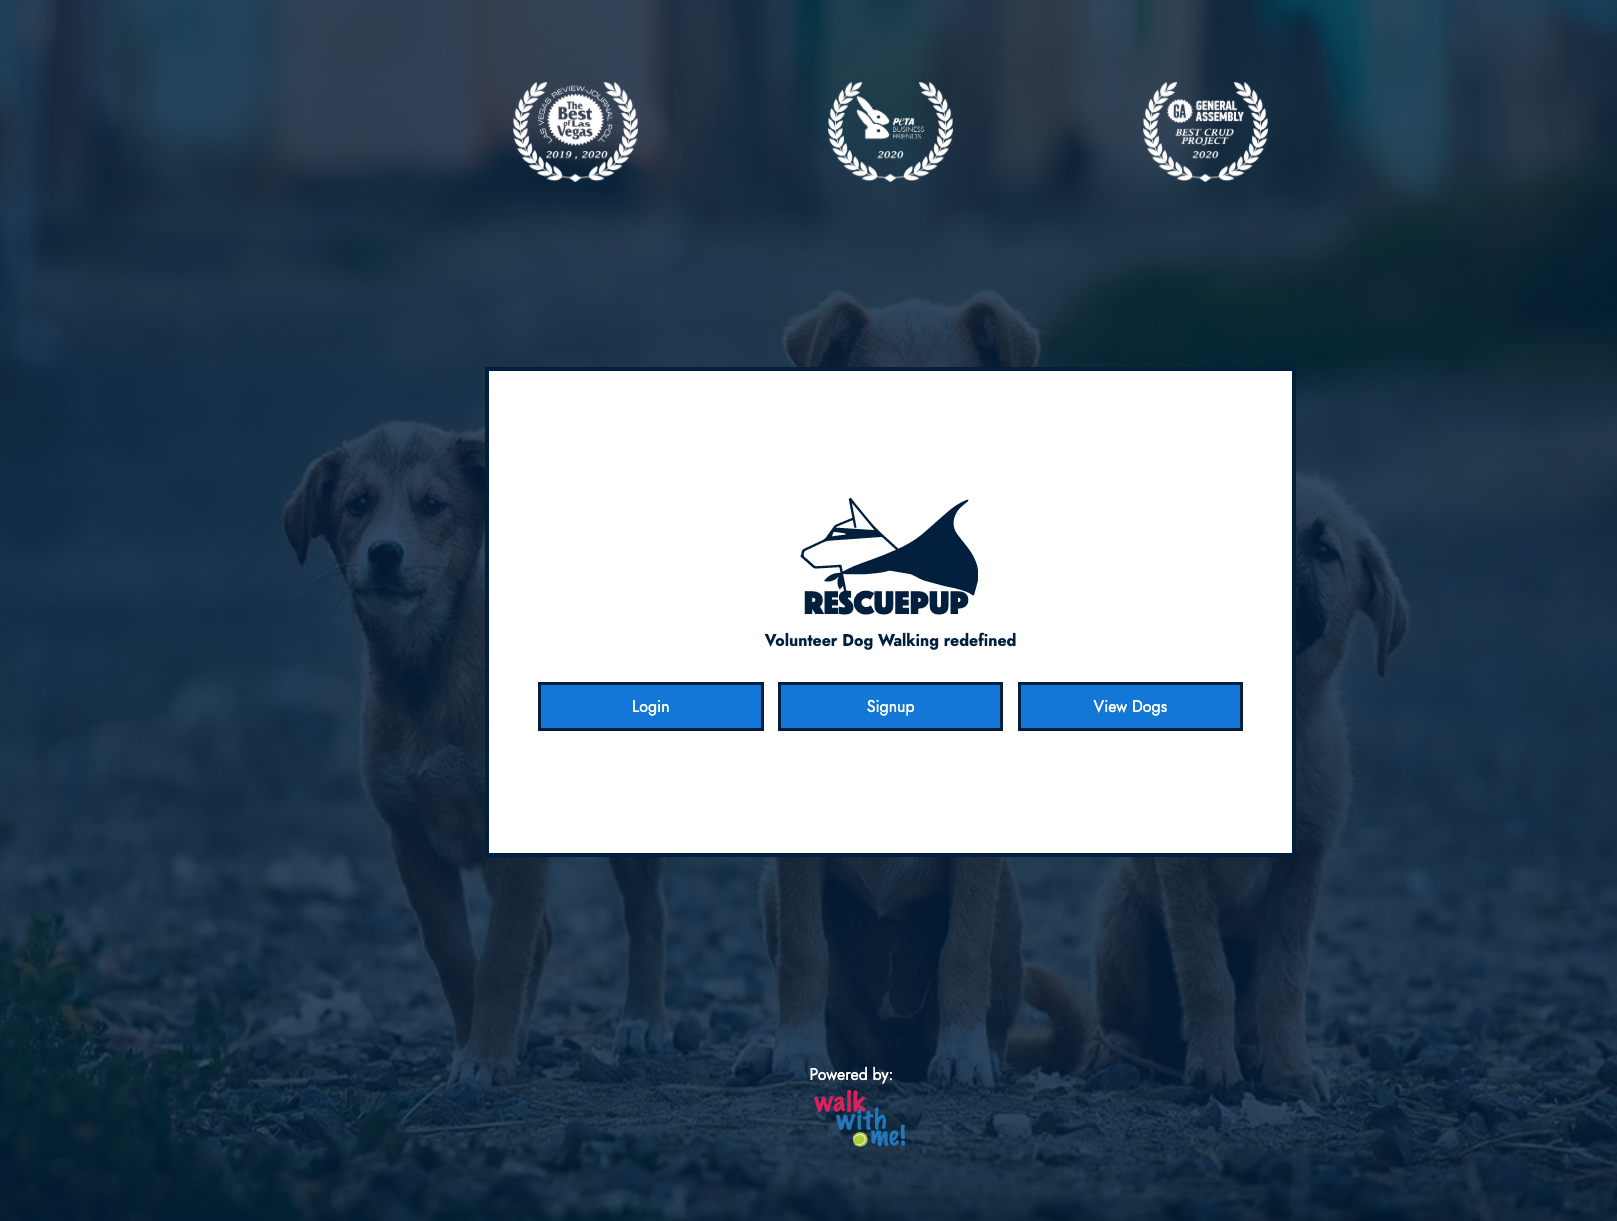 LAS VEGAS REVIEW-JOURNAL POLL
The
Best
of Las
Vegas
2019 , 2020
PeTA
BUSINESS
FRIENDS
2020
GA
GENERAL
ASSEMBLY
BEST CRUD
PROJECT
2020
RESCUEPUP
Volunteer Dog Walking redefined
Login
Signup
View Dogs
Powered by:
walk
with
me!